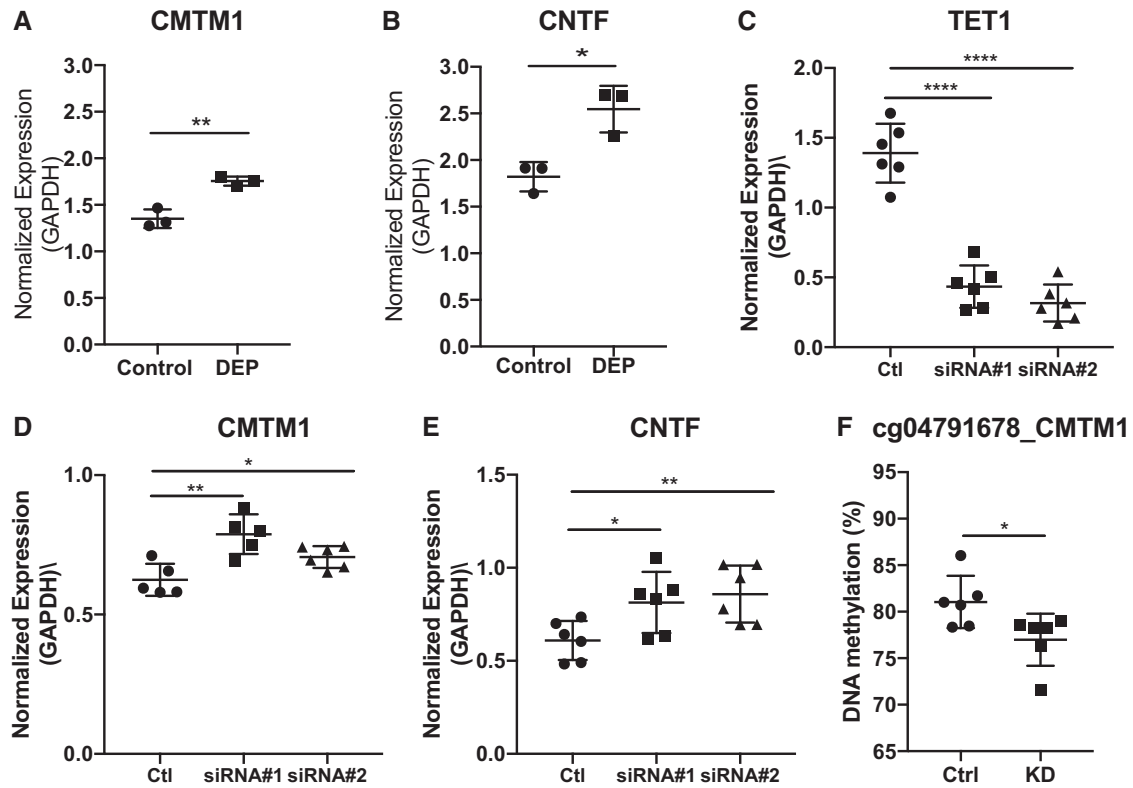 A CMTM1
Normalized Expression
(GAPDH)
3.0
2.5
2.0
1.5
1.0
0.5
0.0
**
Control DEP
B CNTF
Normalized Expression
(GAPDH)
3.0
2.5
2.0
1.5
1.0
0.5
0.0
*
Control DEP
C TET1
Normalized Expression
(GAPDH)\
2.0
1.5
1.0
0.5
0.0
****
****
Ctl siRNA#1 siRNA#2
D CMTM1
Normalized Expression
(GAPDH)\
1.0
0.5
0.0
*
**
Ctl siRNA#1 siRNA#2
E CNTF
Normalized Expression
(GAPDH)\
1.5
1.0
0.5
0.0
**
*
Ctl siRNA#1 siRNA#2
F cg04791678_CMTM1
DNA methylation (%)
95
90
85
80
75
70
65
*
Ctrl KD